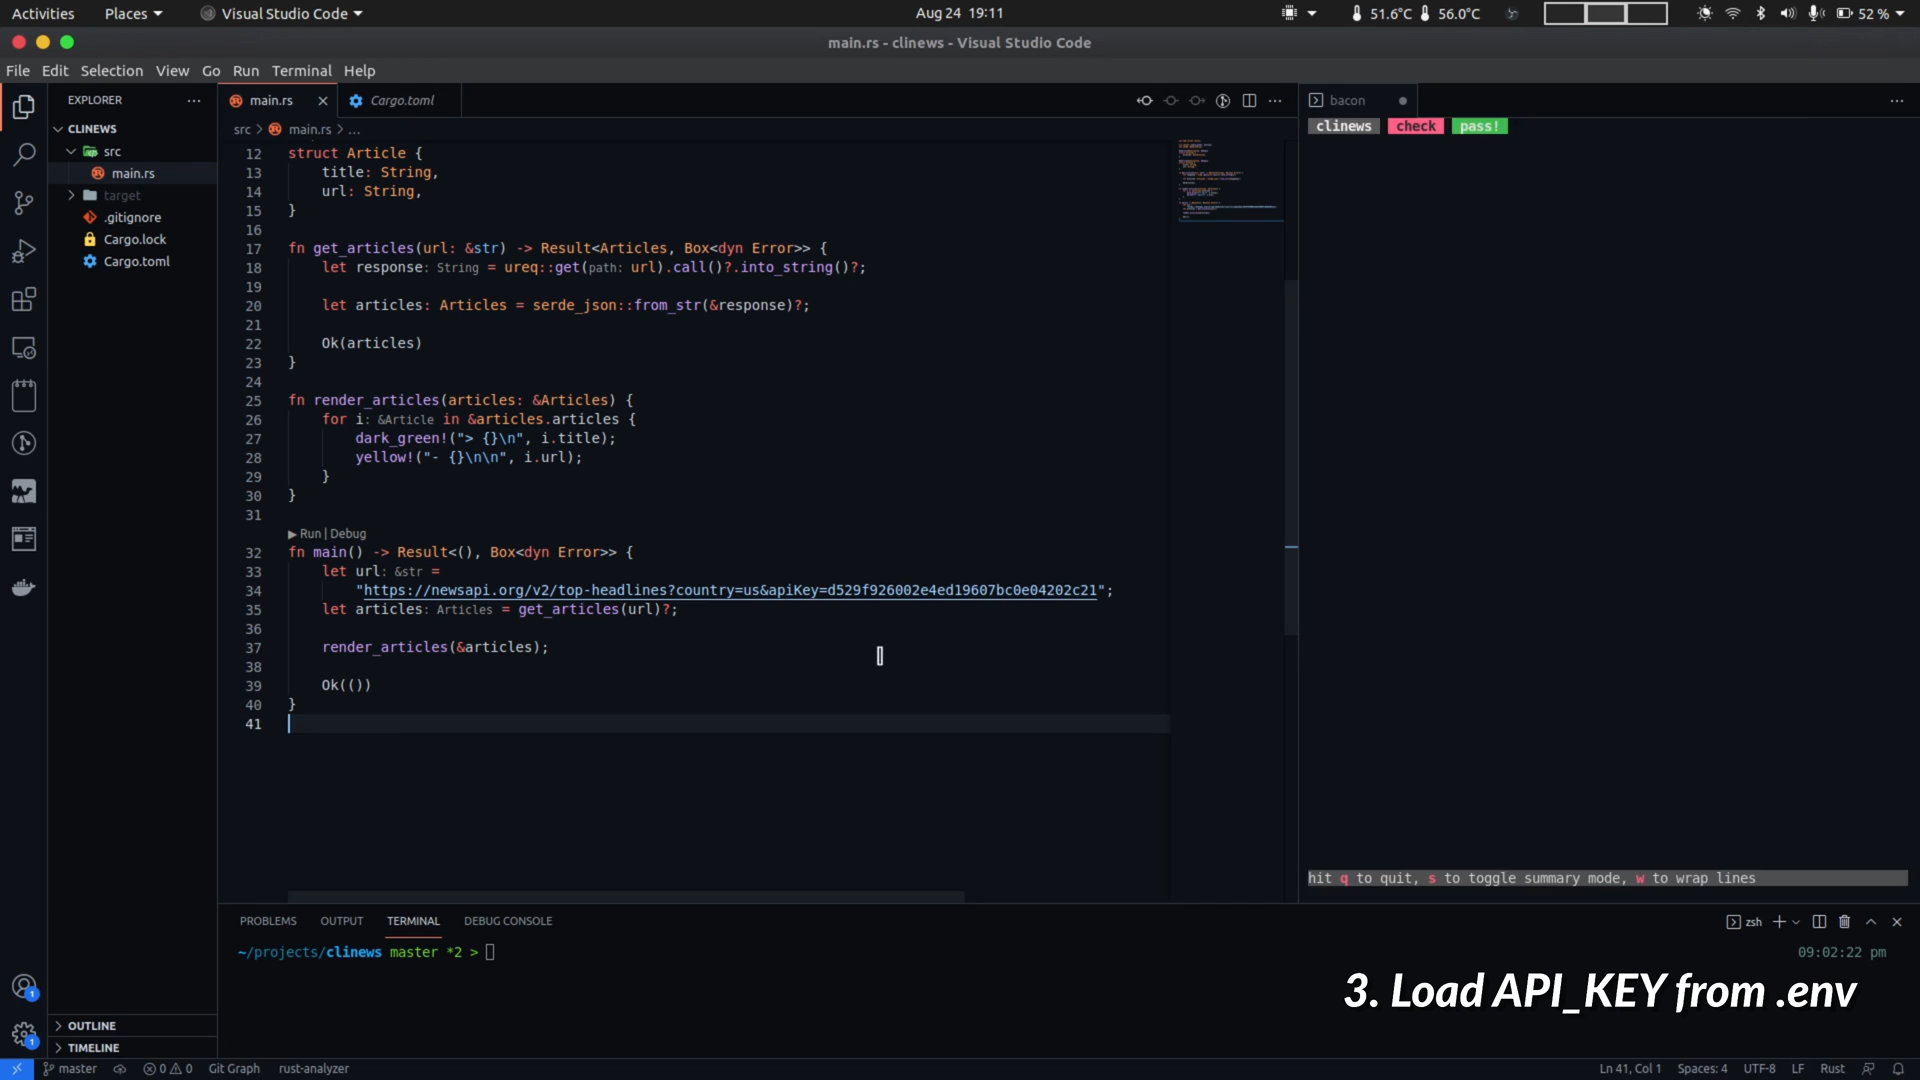 Activities Places Visual Studio Code Aug 24 19:11 51.6°C 56.0°C 52 %
main.rs - clinews - Visual Studio Code
File Edit Selection View Go Run Terminal Help
EXPLORER
CLINEWS
src
main.rs
target
.gitignore
Cargo.lock
Cargo.toml
OUTLINE
TIMELINE
main.rs Cargo.toml
src main.rs ...
12 struct Article {
13 title: String,
14 url: String,
15 }
16
17 fn get_articles(url: &str) -> Result<Articles, Box<dyn Error>> {
18 let response: String = ureq::get(path: url).call()?.into_string()?;
19
20 let articles: Articles = serde_json::from_str(&response)?;
21
22 Ok(articles)
23 }
24
25 fn render_articles(articles: &Articles) {
26 for i: &Article in &articles.articles {
27 dark_green!("> {}\n", i.title);
28 yellow!("- {}\n\n", i.url);
29 }
30 }
31
Run | Debug
32 fn main() -> Result<(), Box<dyn Error>> {
33 let url: &str =
34 "https://newsapi.org/v2/top-headlines?country=us&apiKey=d529f926002e4ed19607bc0e04202c21";
35 let articles: Articles = get_articles(url)?;
36
37 render_articles(&articles);
38
39 Ok(())
40 }
41
bacon
clinews check pass!
hit q to quit, s to toggle summary mode, w to wrap lines
PROBLEMS OUTPUT TERMINAL DEBUG CONSOLE zsh
~/projects/clinews master *2 > 09:02:22 pm
3. Load API_KEY from .env
1
1
master 0 0 Git Graph rust-analyzer Ln 41, Col 1 Spaces: 4 UTF-8 LF Rust